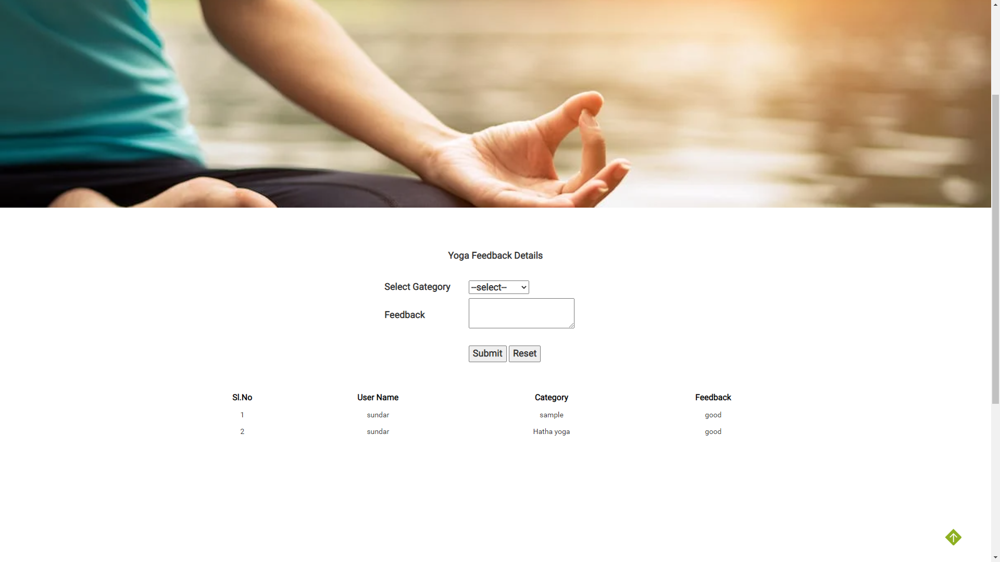 Yoga Feedback Details
Select Gategory --select--
Feedback
Submit Reset
Sl.No User Name Category Feedback
1 sundar sample good
2 sundar Hatha yoga good